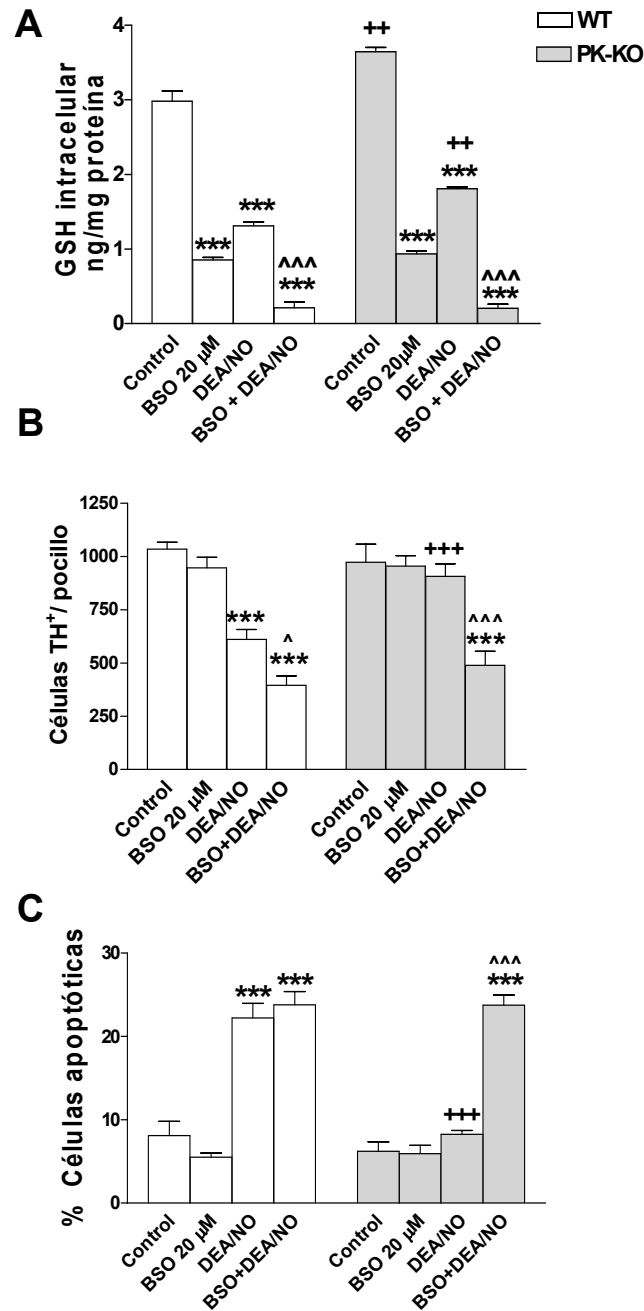 A
WT
PK-KO
GSH intracelular
ng/mg proteína
4
3
2
1
0
***
***
^^^
***
++
***
++
***
^^^
***
Control
BSO 20 µM
DEA/NO
BSO + DEA/NO
Control
BSO 20µM
DEA/NO
BSO + DEA/NO
B
Células TH+/ pocillo
1250
1000
750
500
250
0
***
^
***
+++
^^^
***
Control
BSO 20 µM
DEA/NO
BSO+DEA/NO
Control
BSO 20 µM
DEA/NO
BSO+DEA/NO
C
% Células apoptóticas
30
20
10
0
***
***
+++
^^^
***
Control
BSO 20 µM
DEA/NO
BSO+DEA/NO
Control
BSO 20 µM
DEA/NO
BSO+DEA/NO